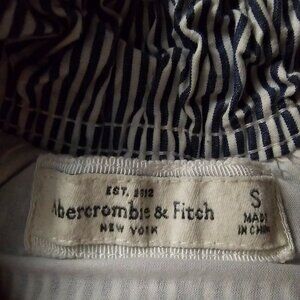 EST. 1892
Abercrombie & Fitch
NEW YORK
S
MADE
IN CHINA